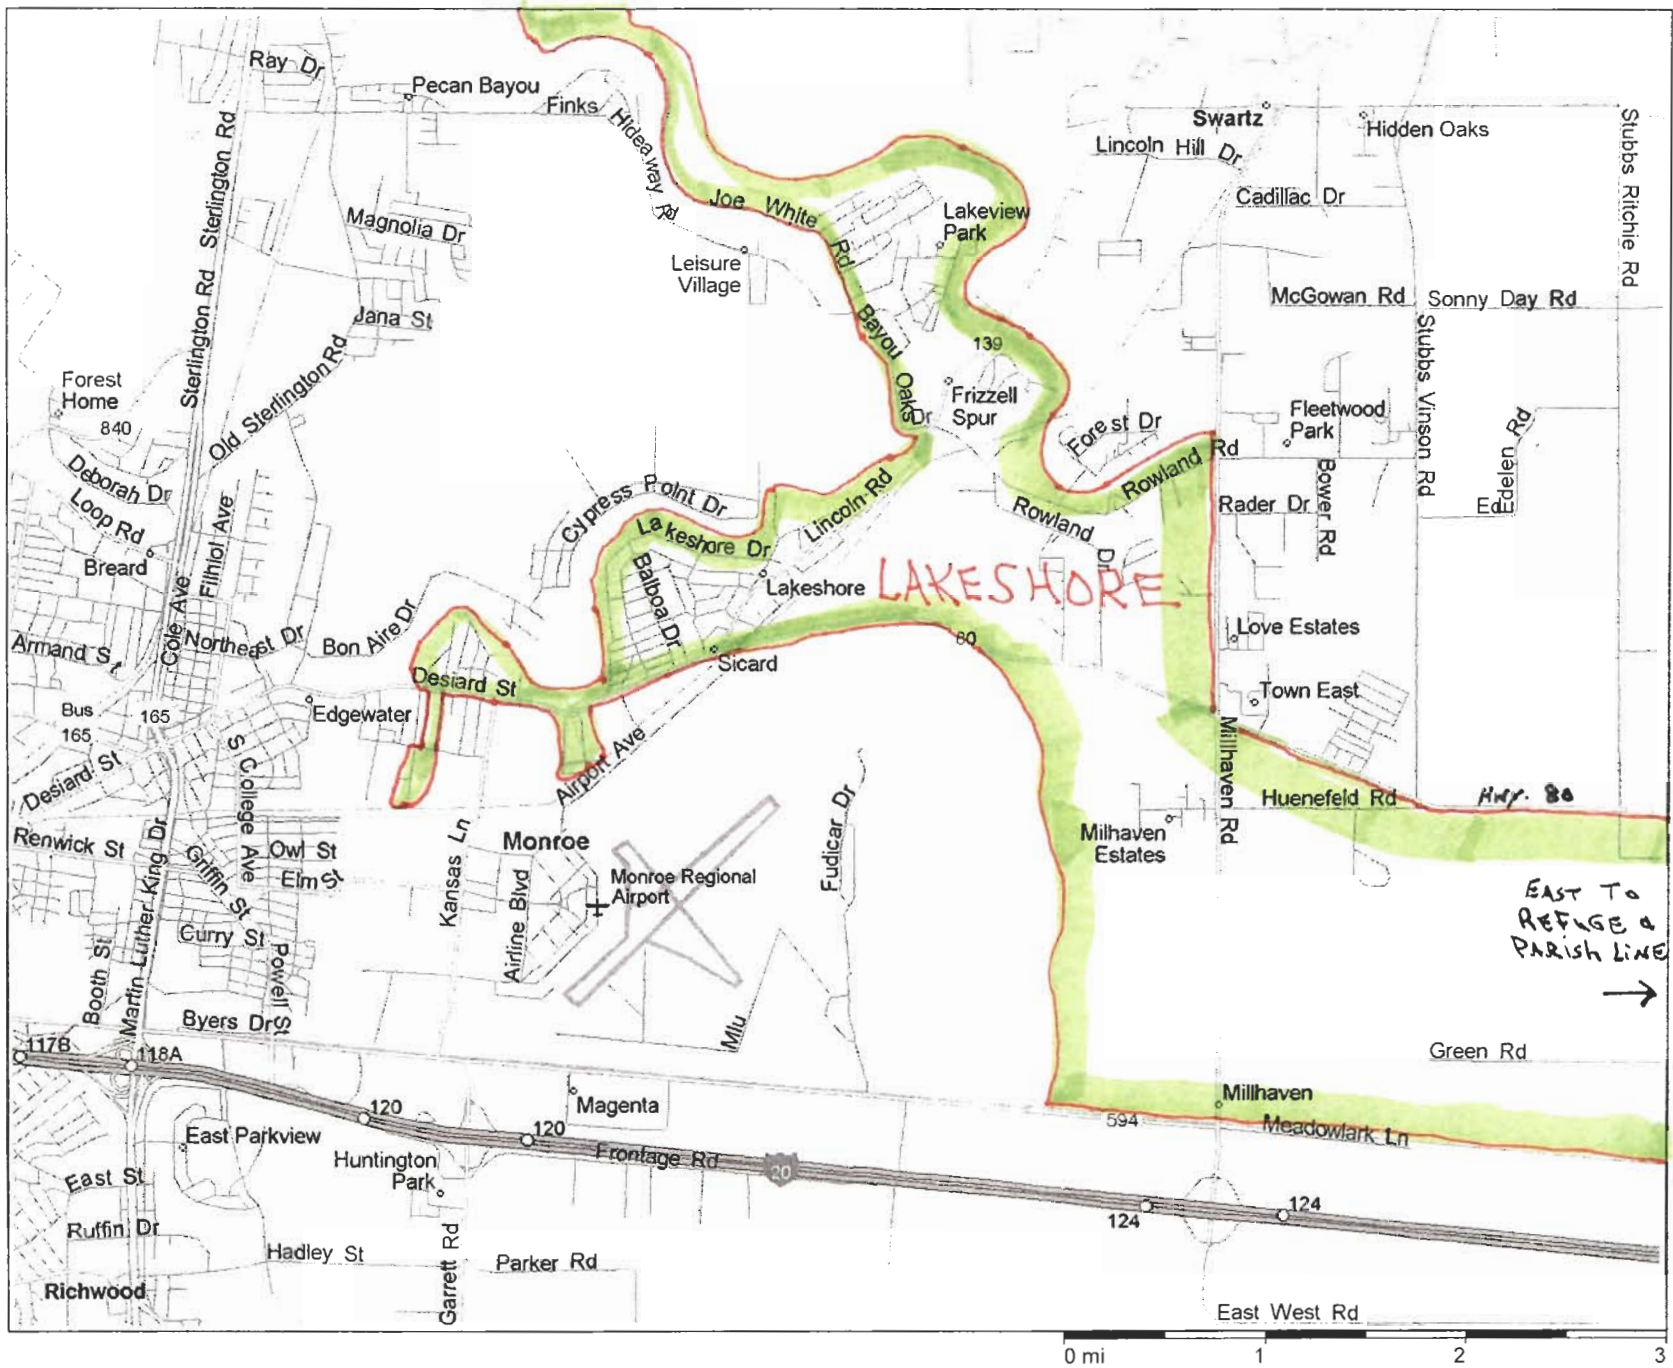 Ray Dr
Pecan Bayou
Finks
Hideaway Rd
Swartz
Hidden Oaks
Lincoln Hill Dr
Cadillac Dr
Stubbs Ritchie Rd
Sterlington Rd
Sterlington Rd
Sterlington Rd
Magnolia Dr
Joe White Rd
Lakeview
Park
Leisure
Village
McGowan Rd
Sonny Day Rd
Jana St
Bayou Oaks Dr
139
Stubbs Vinson Rd
Old Sterlington Rd
Forest
Home
840
Frizzell
Spur
Forest Dr
Fleetwood
Park
Edelen Rd
Ed
Deborah Dr
Loop Rd
Breard
Filhiol Ave
Cole Ave
Cypress Point Dr
Lakeshore Dr
Lincoln Rd
Rowland Rd
Rowland Dr
Rader Dr
Bower Rd
Balboa Dr
Lakeshore
LAKESHORE
Armand St
Northeast Dr
Bon Aire Dr
Sicard
80
Love Estates
Desiard St
Town East
Edgewater
Bus
165
165
Desiard St
S College Ave
Airport Ave
Millhaven Rd
Huenefeld Rd
HWY. 80
Renwick St
Martin Luther King Dr
Griffin St
Owl St
Elm St
Kansas Ln
Monroe
Airline Blvd
Monroe Regional
Airport
Fudicar Dr
Milhaven
Estates
EAST TO
REFUGE &
PARISH LINE
Curry St
Powell St
Booth St
Byers Dr
Mlu
Green Rd
117B
118A
120
120
Magenta
Millhaven
594
Meadowlark Ln
East Parkview
Huntington
Park
Frontage Rd
20
124
124
East St
Ruffin Dr
Hadley St
Garrett Rd
Parker Rd
Richwood
East West Rd
0 mi 1 2 3